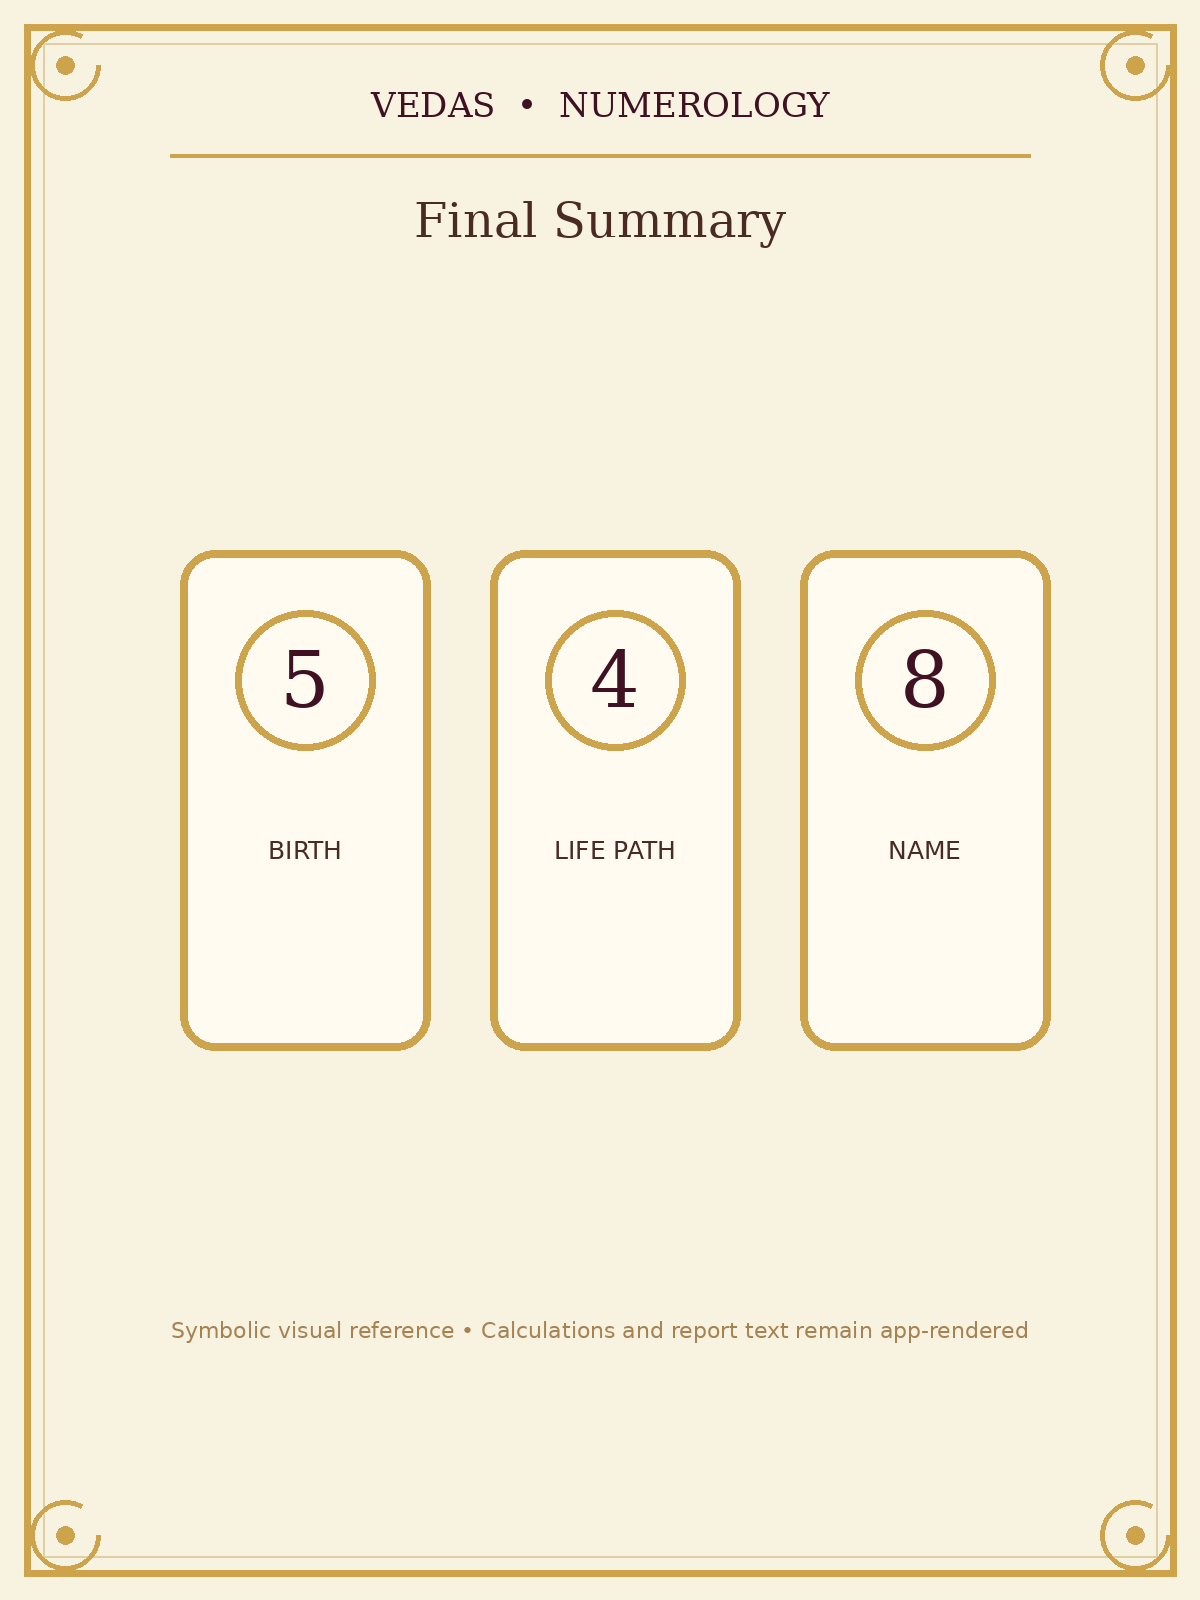 VEDAS • NUMEROLOGY
Final Summary
5
4
8
BIRTH
LIFE PATH
NAME
Symbolic visual reference • Calculations and report text remain app-rendered